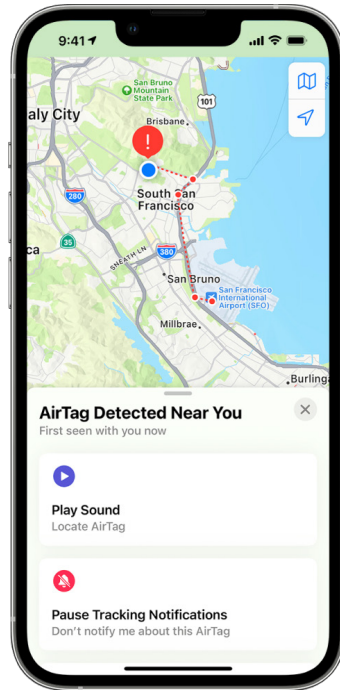 9:41
San Bruno
Mountain
State Park
101
aly City
Brisbane
South San
Francisco
280
35
ca
380
SNEATH LN
San Bruno
San Francisco
International
Airport (SFO)
Millbrae
Burling
AirTag Detected Near You
First seen with you now
Play Sound
Locate AirTag
Pause Tracking Notifications
Don't notify me about this AirTag